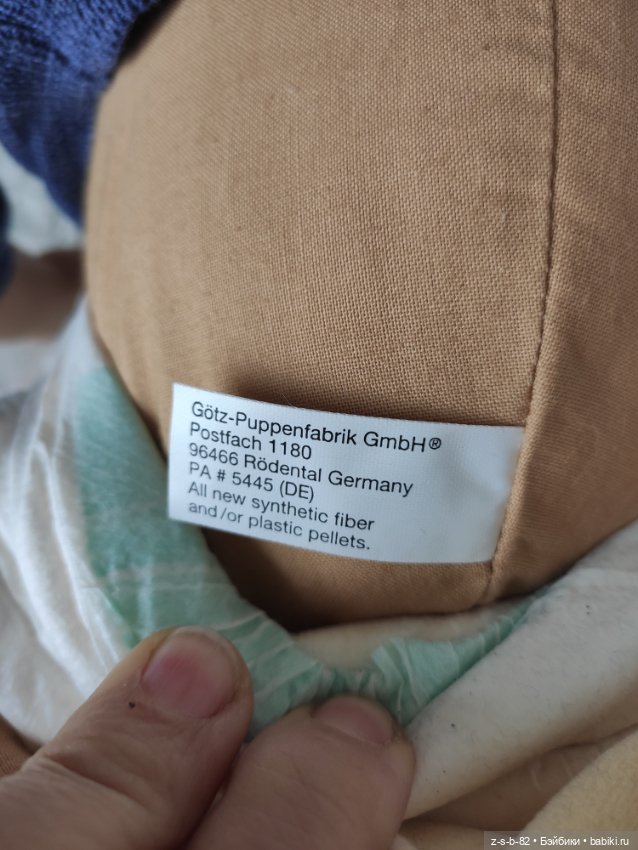 Götz-Puppenfabrik GmbH®
Postfach 1180
96466 Rödental Germany
PA # 5445 (DE)
All new synthetic fiber
and/or plastic pellets.
z-s-b-82 • Бэйбики • babiki.ru